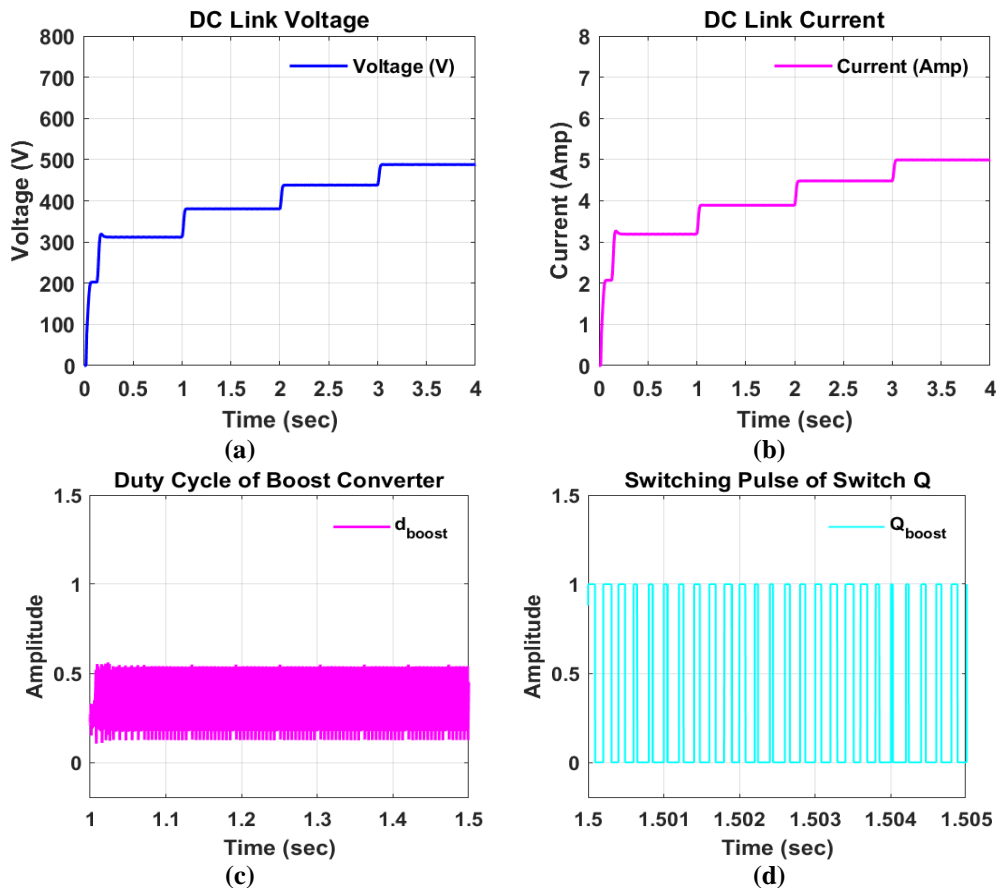 DC Link Voltage
800
700
600
500
400
300
200
100
0
Voltage (V)
Voltage (V)
0 0.5 1 1.5 2 2.5 3 3.5 4
Time (sec)
(a)
DC Link Current
8
7
6
5
4
3
2
1
0
Current (Amp)
Current (Amp)
0 0.5 1 1.5 2 2.5 3 3.5 4
Time (sec)
(b)
Duty Cycle of Boost Converter
1.5
1
0.5
0
Amplitude
d_boost
1 1.1 1.2 1.3 1.4 1.5
Time (sec)
(c)
Switching Pulse of Switch Q
1.5
1
0.5
0
Amplitude
Q_boost
1.5 1.501 1.502 1.503 1.504 1.505
Time (sec)
(d)